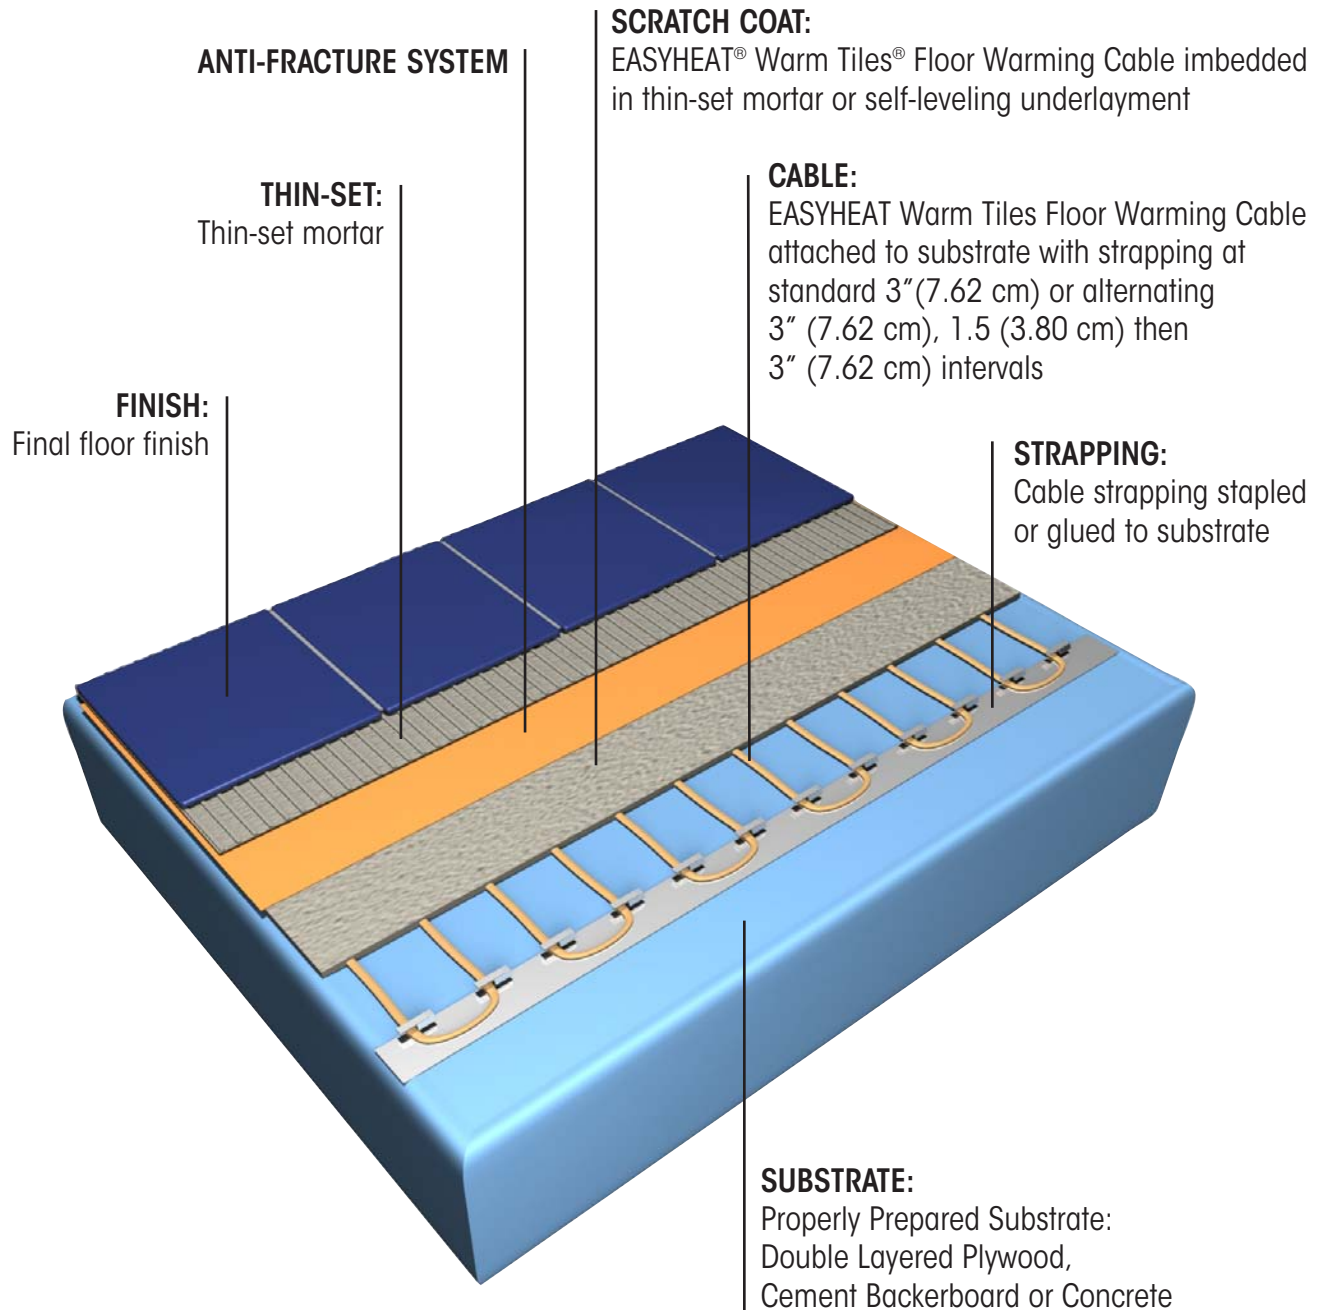 SCRATCH COAT:
EASYHEAT® Warm Tiles® Floor Warming Cable imbedded
in thin-set mortar or self-leveling underlayment
ANTI-FRACTURE SYSTEM
THIN-SET:
Thin-set mortar
CABLE:
EASYHEAT Warm Tiles Floor Warming Cable
attached to substrate with strapping at
standard 3″(7.62 cm) or alternating
3″ (7.62 cm), 1.5 (3.80 cm) then
3″ (7.62 cm) intervals
FINISH:
Final floor finish
STRAPPING:
Cable strapping stapled
or glued to substrate
SUBSTRATE:
Properly Prepared Substrate:
Double Layered Plywood,
Cement Backerboard or Concrete